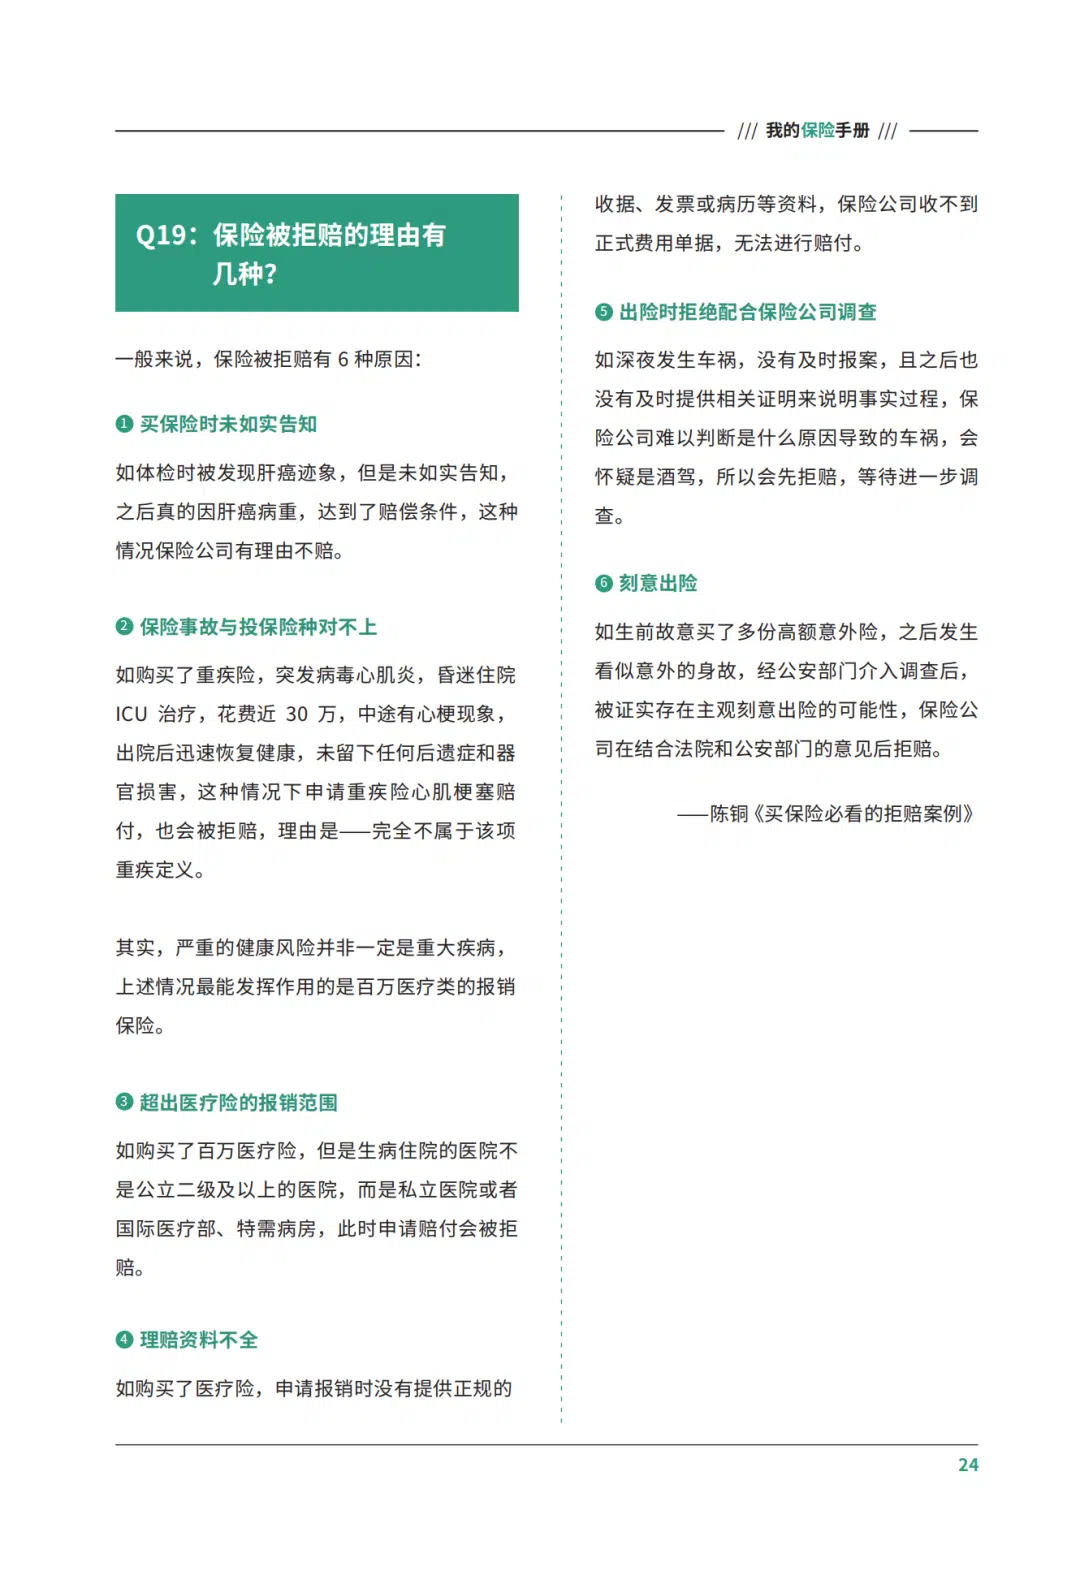 /// 我的保险手册 ///
Q19：保险被拒赔的理由有
几种？
一般来说，保险被拒赔有 6 种原因：
❶ 买保险时未如实告知
如体检时被发现肝癌迹象，但是未如实告知，
之后真的因肝癌病重，达到了赔偿条件，这种
情况保险公司有理由不赔。
❷ 保险事故与投保险种对不上
如购买了重疾险，突发病毒心肌炎，昏迷住院
ICU 治疗，花费近 30 万，中途有心梗现象，
出院后迅速恢复健康，未留下任何后遗症和器
官损害，这种情况下申请重疾险心肌梗塞赔
付，也会被拒赔，理由是——完全不属于该项
重疾定义。
其实，严重的健康风险并非一定是重大疾病，
上述情况最能发挥作用的是百万医疗类的报销
保险。
❸ 超出医疗险的报销范围
如购买了百万医疗险，但是生病住院的医院不
是公立二级及以上的医院，而是私立医院或者
国际医疗部、特需病房，此时申请赔付会被拒
赔。
❹ 理赔资料不全
如购买了医疗险，申请报销时没有提供正规的
收据、发票或病历等资料，保险公司收不到
正式费用单据，无法进行赔付。
❺ 出险时拒绝配合保险公司调查
如深夜发生车祸，没有及时报案，且之后也
没有及时提供相关证明来说明事实过程，保
险公司难以判断是什么原因导致的车祸，会
怀疑是酒驾，所以会先拒赔，等待进一步调
查。
❻ 刻意出险
如生前故意买了多份高额意外险，之后发生
看似意外的身故，经公安部门介入调查后，
被证实存在主观刻意出险的可能性，保险公
司在结合法院和公安部门的意见后拒赔。
——陈铜《买保险必看的拒赔案例》
24